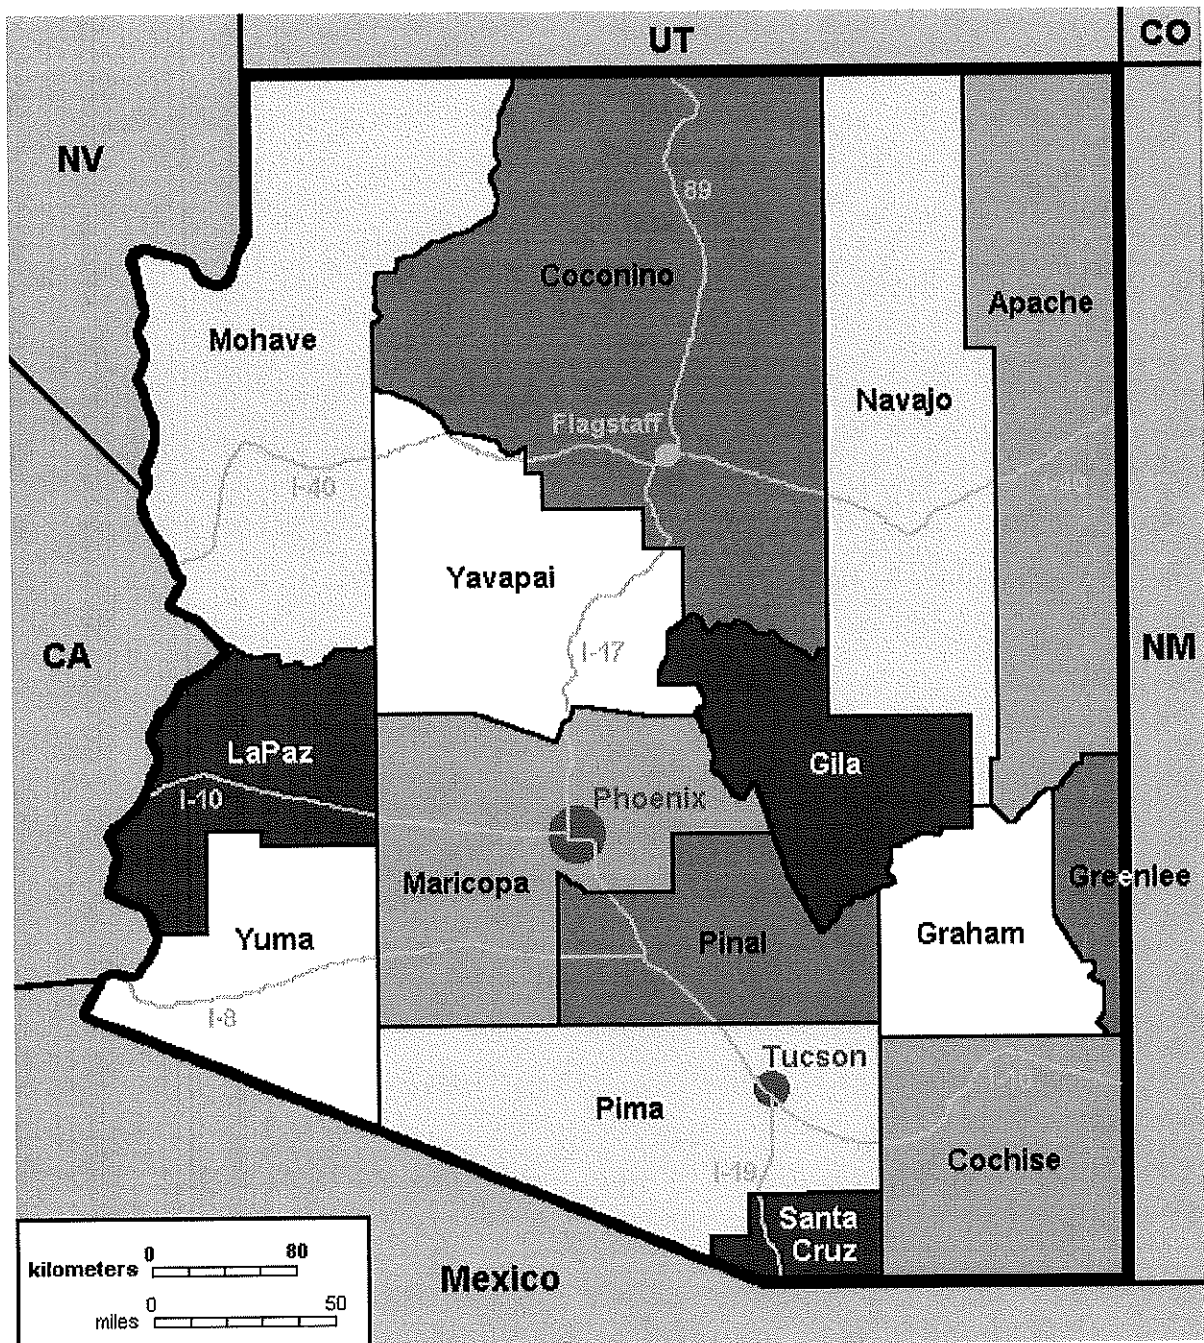 UT
CO
NV
89
Coconino
Apache
Mohave
Navajo
Flagstaff
I-40
Yavapai
CA
I-17
NM
LaPaz
Gila
I-10
Phoenix
Maricopa
Greenlee
Yuma
Pinal
Graham
I-8
Tucson
Pima
I-19
Cochise
Santa
Cruz
Mexico
0 80
kilometers
0 50
miles